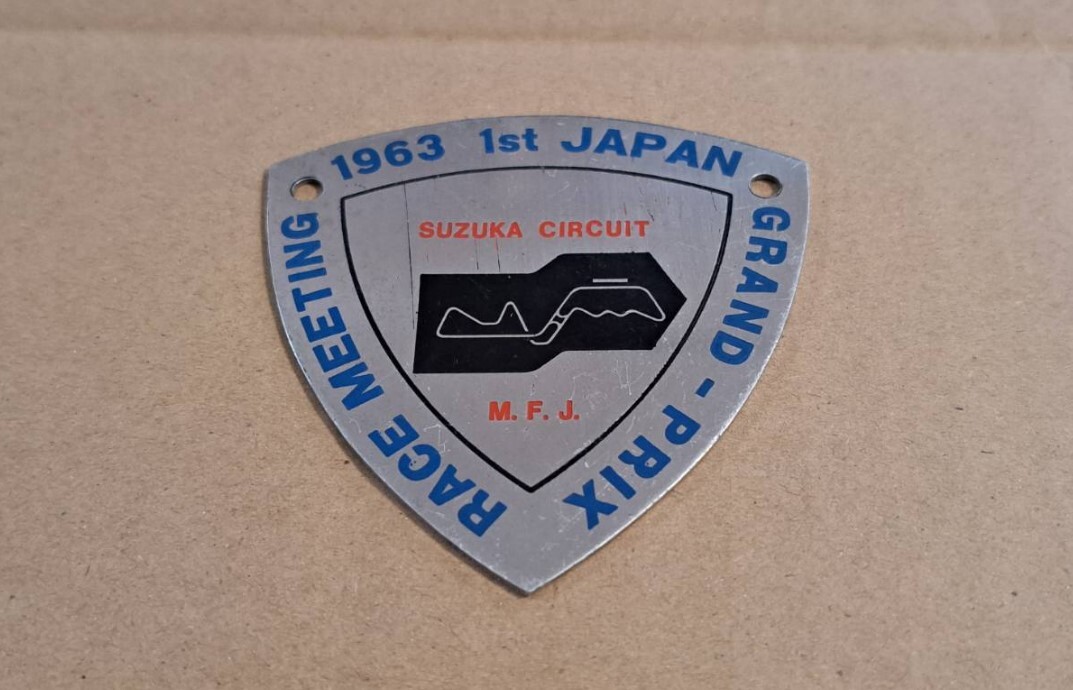 1963 1st JAPAN
GRAND - PRIX
RACE MEETING
SUZUKA CIRCUIT
M. F. J.